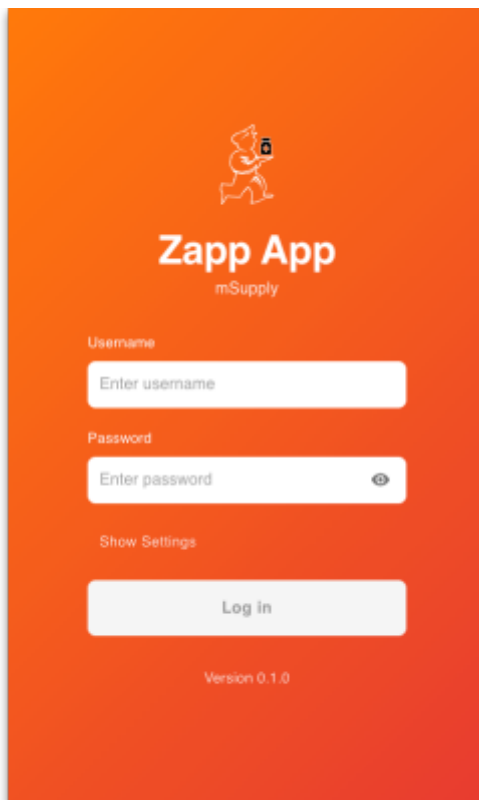 Zapp App
mSupply
Username
Enter username
Password
Enter password
Show Settings
Log in
Version 0.1.0